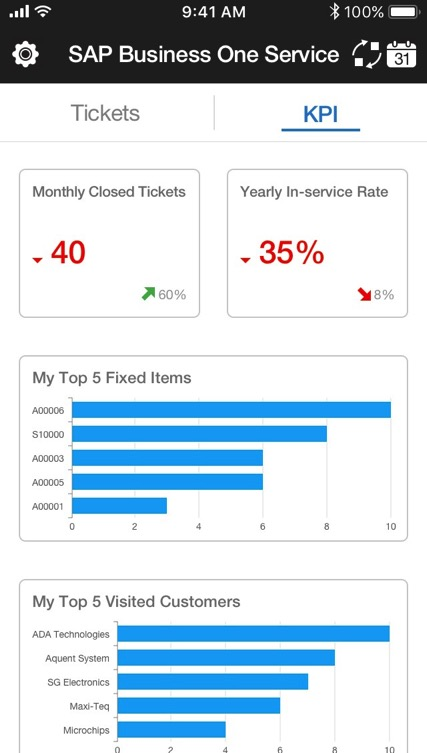 9:41 AM
100%
SAP Business One Service
31
Tickets
KPI
Monthly Closed Tickets
40
60%
Yearly In-service Rate
35%
8%
My Top 5 Fixed Items
A00006
S10000
A00003
A00005
A00001
0 2 4 6 8 10
My Top 5 Visited Customers
ADA Technologies
Aquent System
SG Electronics
Maxi-Teq
Microchips
0 2 4 6 8 10